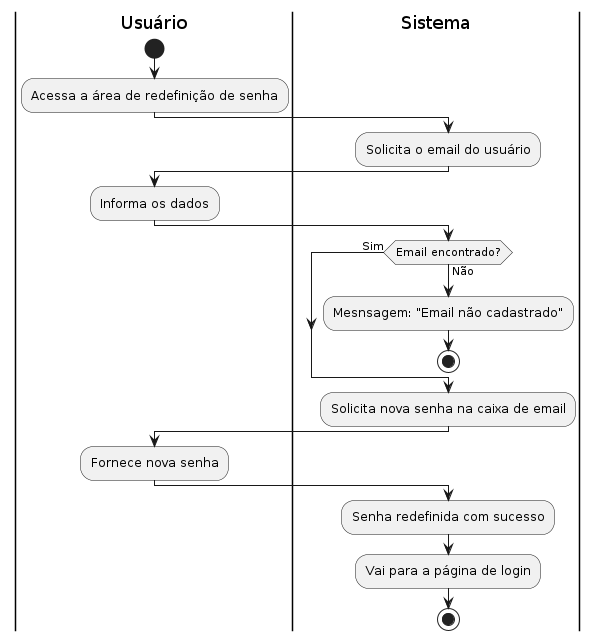 Usuário
Sistema
Acessa a área de redefinição de senha
Solicita o email do usuário
Informa os dados
Sim
Email encontrado?
Não
Mesnsagem: "Email não cadastrado"
Solicita nova senha na caixa de email
Fornece nova senha
Senha redefinida com sucesso
Vai para a página de login